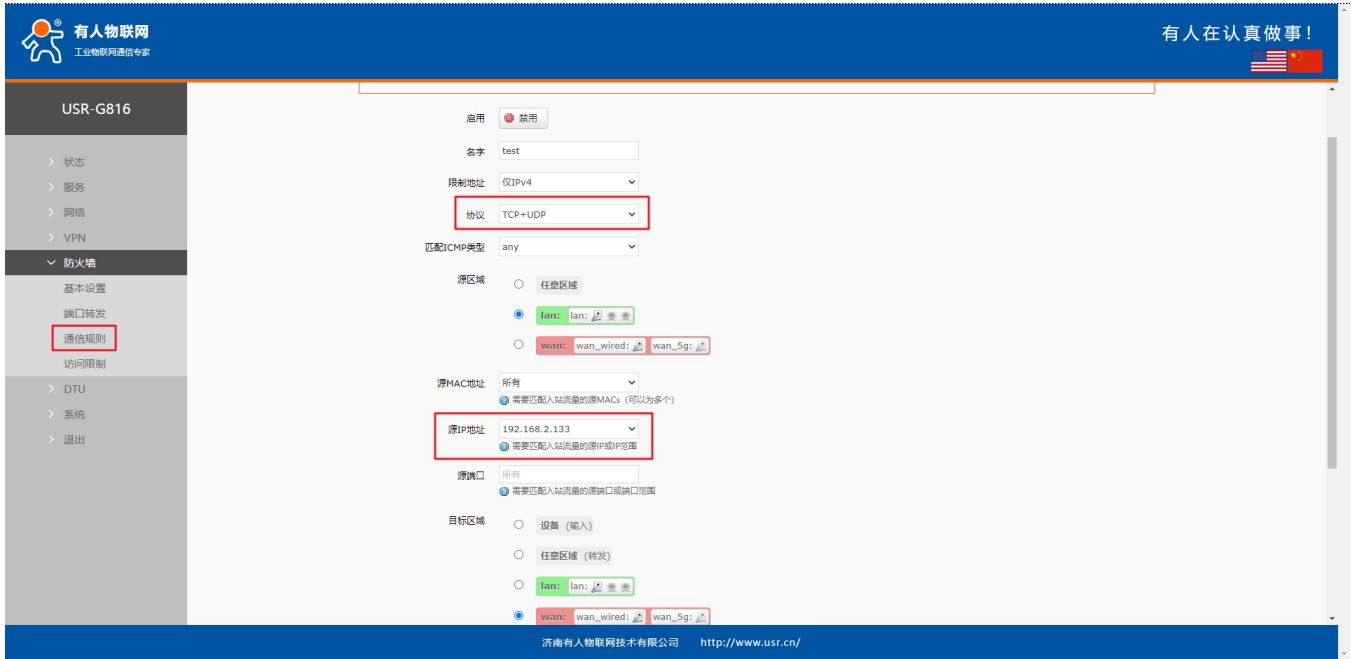 有人物联网
工业物联网通信专家
有人在认真做事！
USR-G816
状态
服务
网络
VPN
防火墙
基本设置
端口转发
通信规则
访问限制
DTU
系统
退出
启用 禁用
名字 test
限制地址 仅IPv4
协议 TCP+UDP
匹配ICMP类型 any
源区域 任意区域
lan: lan:
wan: wan_wired: wan_5g:
源MAC地址 所有
需要匹配入站流量的源MACs（可以为多个）
源IP地址 192.168.2.133
需要匹配入站流量的源IP或IP范围
源端口 所有
需要匹配入站流量的源端口或端口范围
目标区域 设备（输入）
任意区域（转发）
lan: lan:
wan: wan_wired: wan_5g:
济南有人物联网技术有限公司 http://www.usr.cn/